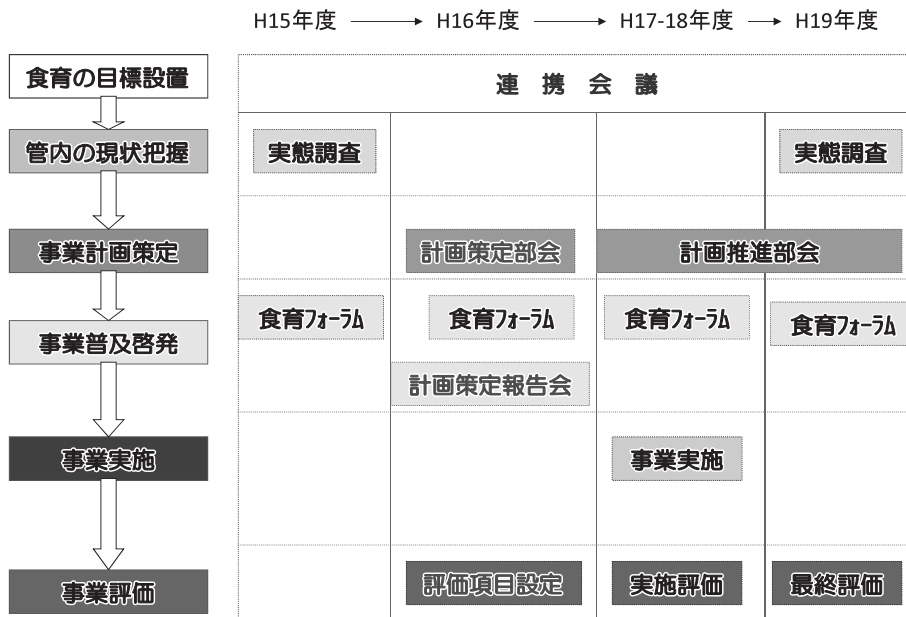 H15年度 → H16年度 → H17-18年度 → H19年度
食育の目標設置
連携会議
管内の現状把握
実態調査
実態調査
事業計画策定
計画策定部会
計画推進部会
事業普及啓発
食育フォーラム
食育フォーラム
食育フォーラム
食育フォーラム
計画策定報告会
事業実施
事業実施
事業評価
評価項目設定
実施評価
最終評価